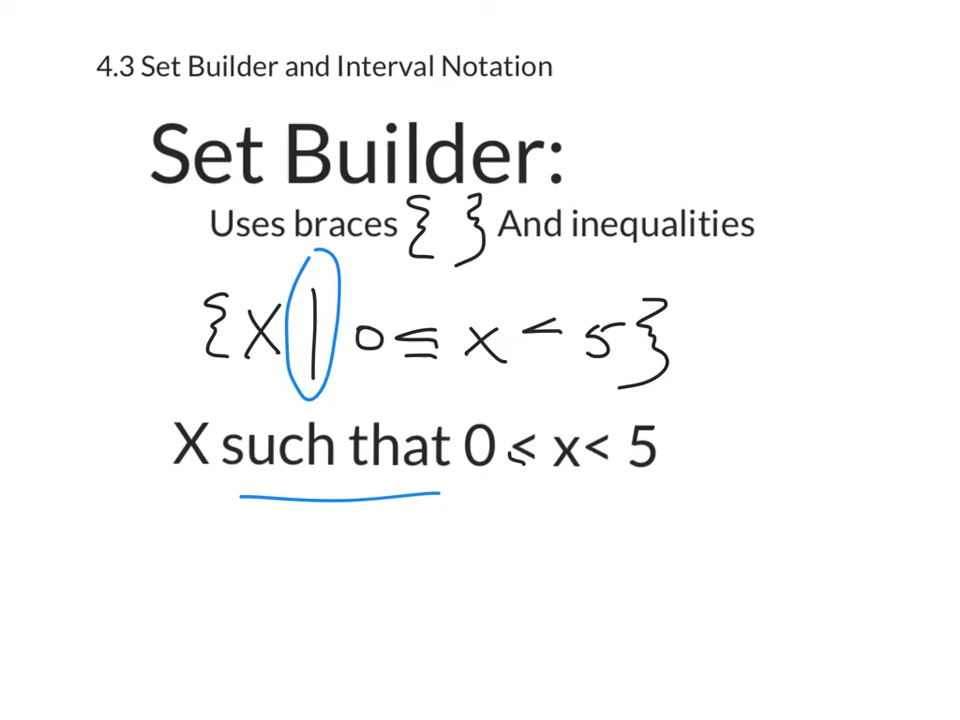 4.3 Set Builder and Interval Notation
Set Builder:
Uses braces { } And inequalities
{X | 0 ≤ x < 5}
X such that 0 ≤ x< 5